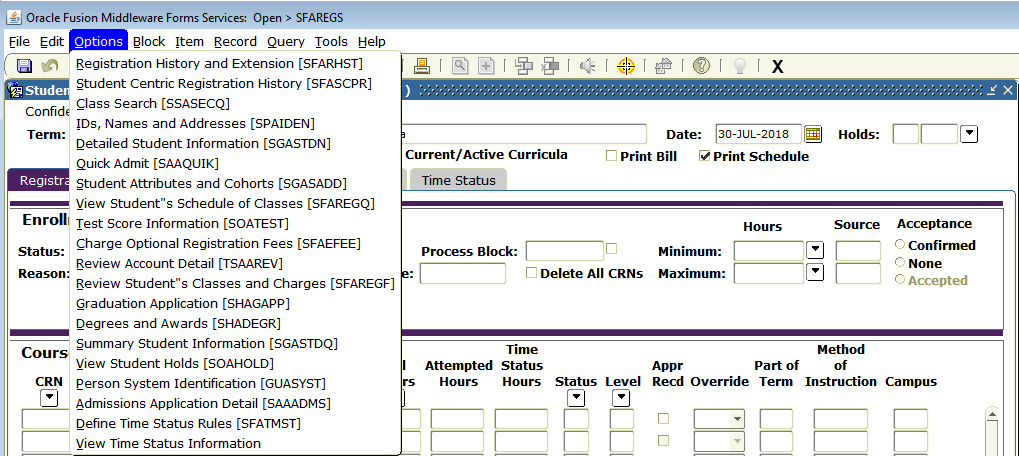 Oracle Fusion Middleware Forms Services: Open > SFAREGS
File Edit Options Block Item Record Query Tools Help
Registration History and Extension [SFARHST]
Student Centric Registration History [SFASCPR]
Class Search [SSASECQ]
IDs, Names and Addresses [SPAIDEN]
Detailed Student Information [SGASTDN]
Quick Admit [SAAQUIK]
Student Attributes and Cohorts [SGASADD]
View Student"s Schedule of Classes [SFAREGQ]
Test Score Information [SOATEST]
Charge Optional Registration Fees [SFAEFEE]
Review Account Detail [TSAAREV]
Review Student"s Classes and Charges [SFAREGF]
Graduation Application [SHAGAPP]
Degrees and Awards [SHADEGR]
Summary Student Information [SGASTDQ]
View Student Holds [SOAHOLD]
Person System Identification [GUASYST]
Admissions Application Detail [SAAADMS]
Define Time Status Rules [SFATMST]
View Time Status Information
X
Studen
Confide
Term: a Date: 30-JUL-2018 Holds:
Current/Active Curricula Print Bill Print Schedule
Registra Time Status
Enroll
Hours Source Acceptance
Status: Process Block: Minimum: Confirmed
None
Reason: e: Delete All CRNs Maximum: Accepted
Cours
CRN
Attempted Hours
Time Status Hours
Status
Level
Appr Recd
Override
Part of Term
Method of Instruction
Campus